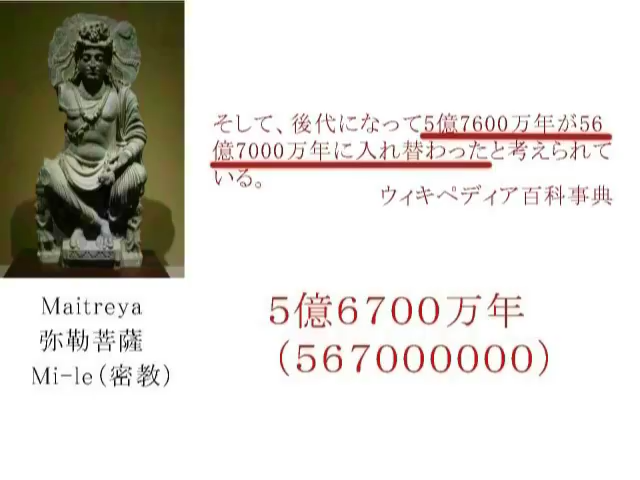 そして、後代になって5億7600万年が56
億7000万年に入れ替わったと考えられて
いる。
ウィキペディア百科事典
Maitreya
弥勒菩薩
Mi-le(密教)
5億6700万年
(567000000)